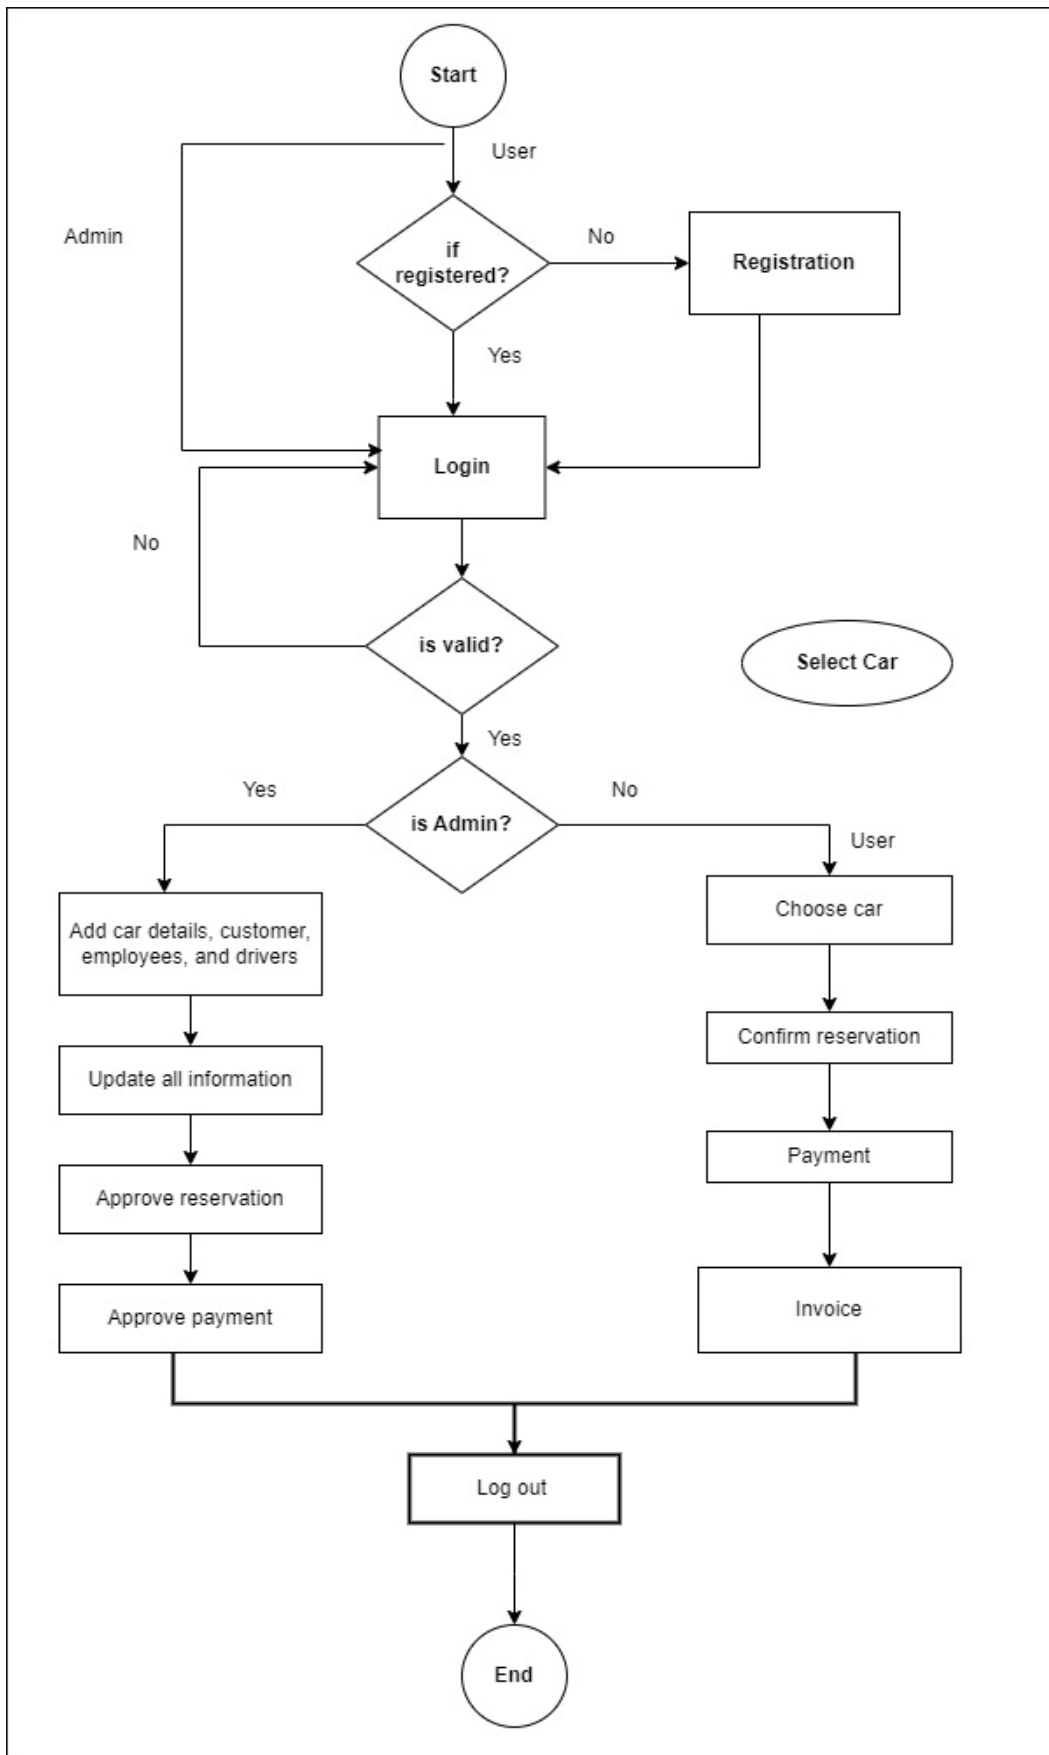 Start
User
Admin
if
registered?
No
Registration
Yes
Login
No
is valid?
Select Car
Yes
Yes
is Admin?
No
User
Add car details, customer,
employees, and drivers
Choose car
Update all information
Confirm reservation
Approve reservation
Payment
Approve payment
Invoice
Log out
End